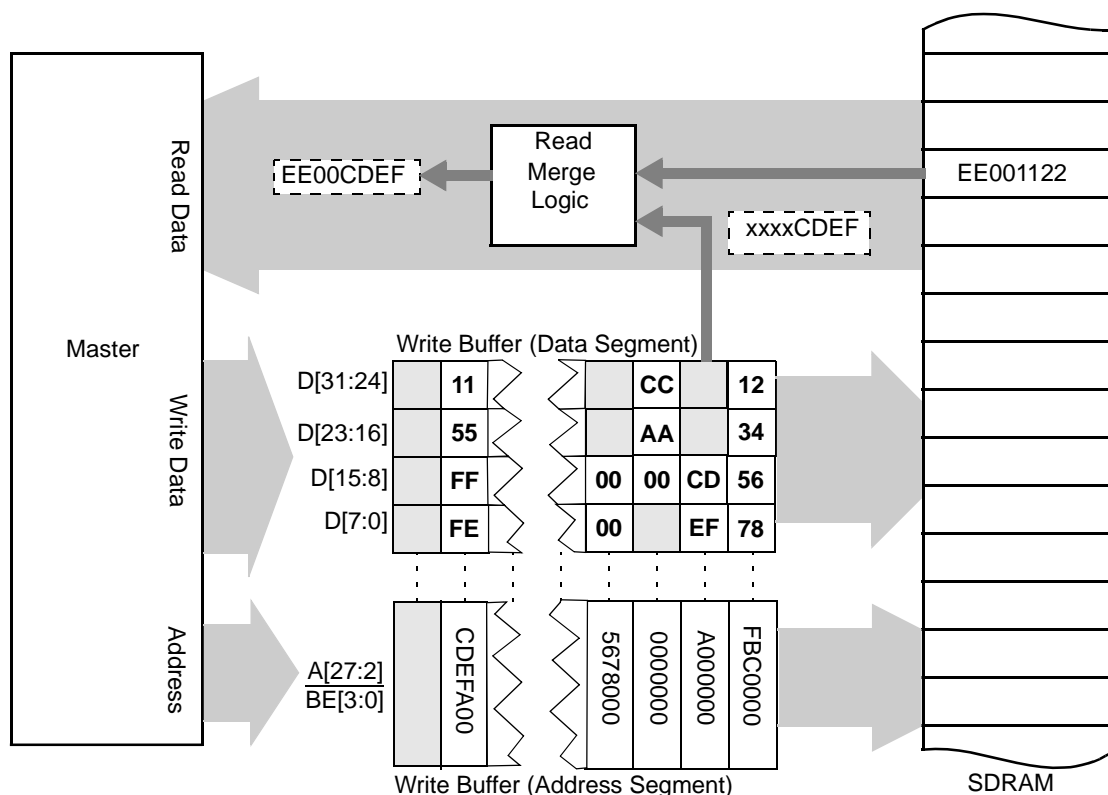 Read
Merge
Logic
EE00CDEF
EE001122
xxxxCDEF
Read Data
Master
Write Data
Address
Write Buffer (Data Segment)
D[31:24] 11 CC 12
D[23:16] 55 AA 34
D[15:8] FF 00 00 CD 56
D[7:0] FE 00 EF 78
A[27:2]
BE[3:0]
CDEFA00
5678000
0000000
A000000
FBC0000
Write Buffer (Address Segment)
SDRAM